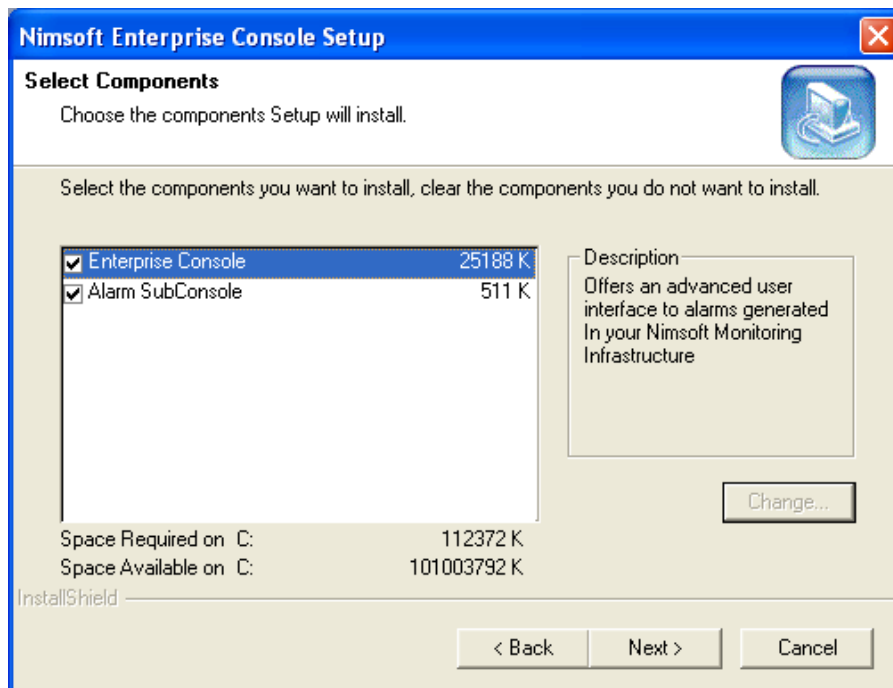 Nimsoft Enterprise Console Setup
Select Components
Choose the components Setup will install.
Select the components you want to install, clear the components you do not want to install.
Enterprise Console 25188 K
Alarm SubConsole 511 K
Description
Offers an advanced user
interface to alarms generated
In your Nimsoft Monitoring
Infrastructure
Change...
Space Required on C: 112372 K
Space Available on C: 101003792 K
InstallShield
< Back Next > Cancel